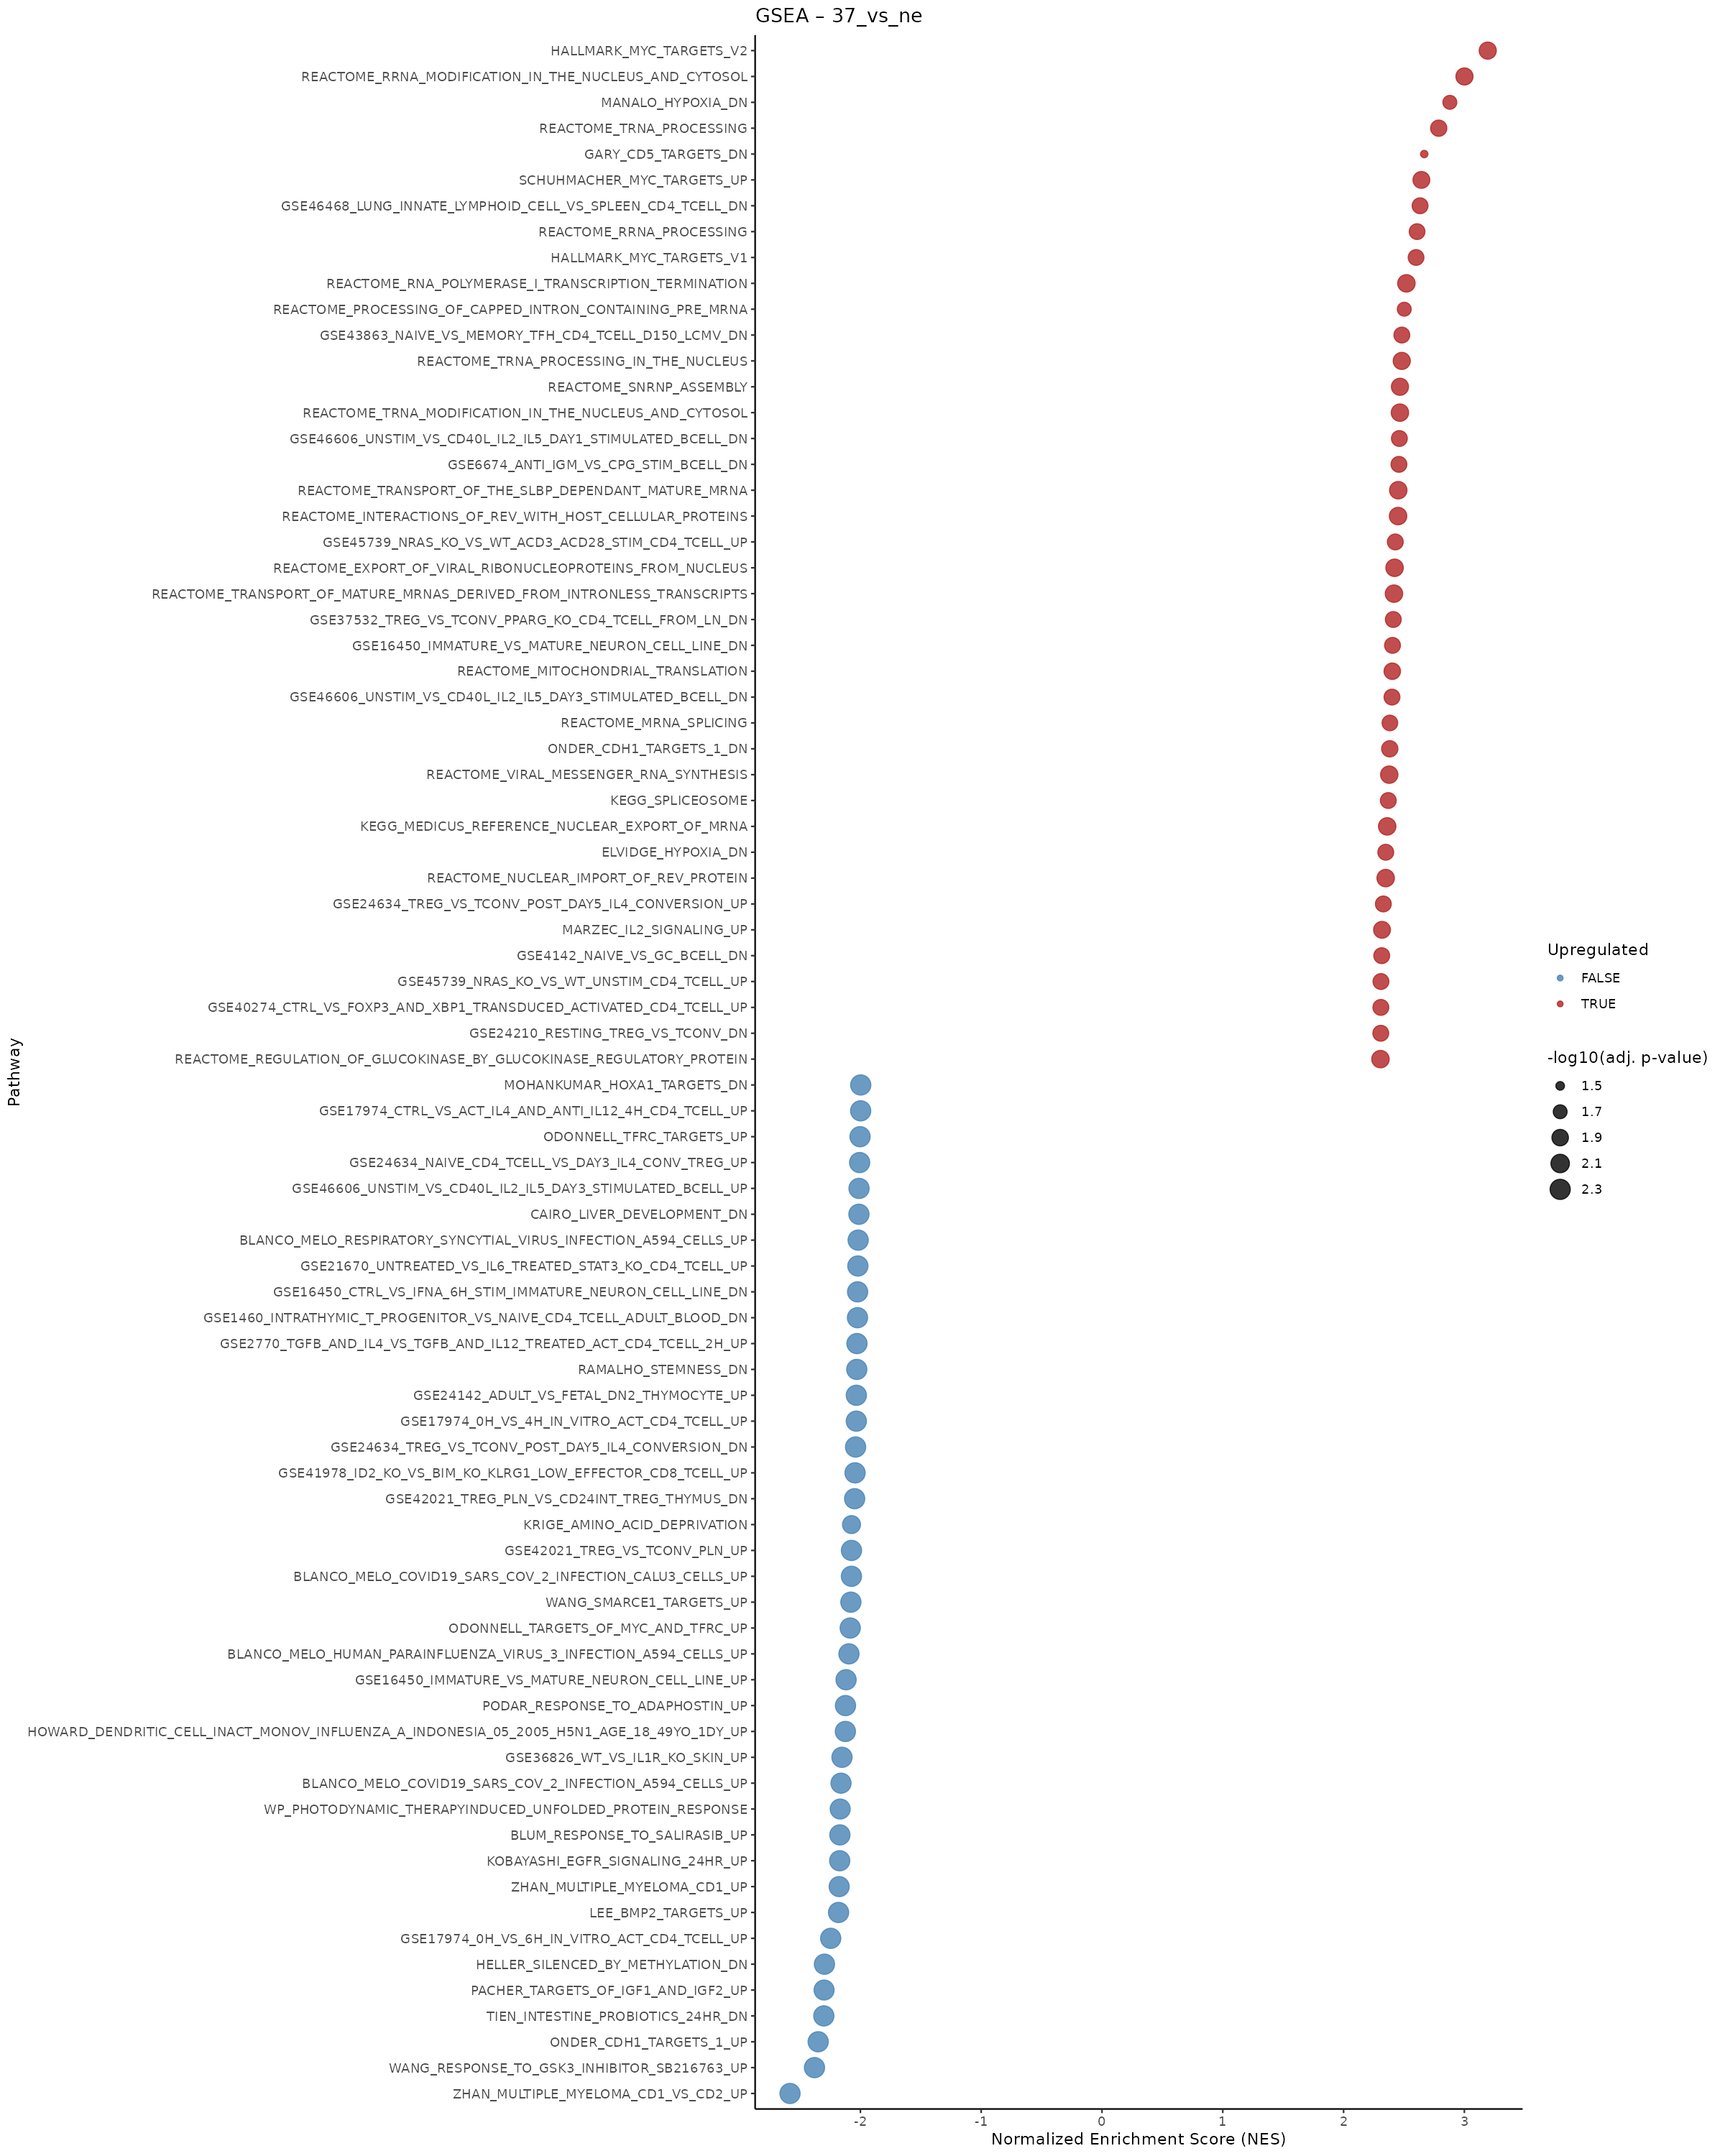 GSEA – 37_vs_ne
HALLMARK_MYC_TARGETS_V2
REACTOME_RRNA_MODIFICATION_IN_THE_NUCLEUS_AND_CYTOSOL
MANALO_HYPOXIA_DN
REACTOME_TRNA_PROCESSING
GARY_CD5_TARGETS_DN
SCHUHMACHER_MYC_TARGETS_UP
GSE46468_LUNG_INNATE_LYMPHOID_CELL_VS_SPLEEN_CD4_TCELL_DN
REACTOME_RRNA_PROCESSING
HALLMARK_MYC_TARGETS_V1
REACTOME_RNA_POLYMERASE_I_TRANSCRIPTION_TERMINATION
REACTOME_PROCESSING_OF_CAPPED_INTRON_CONTAINING_PRE_MRNA
GSE43863_NAIVE_VS_MEMORY_TFH_CD4_TCELL_D150_LCMV_DN
REACTOME_TRNA_PROCESSING_IN_THE_NUCLEUS
REACTOME_SNRNP_ASSEMBLY
REACTOME_TRNA_MODIFICATION_IN_THE_NUCLEUS_AND_CYTOSOL
GSE46606_UNSTIM_VS_CD40L_IL2_IL5_DAY1_STIMULATED_BCELL_DN
GSE6674_ANTI_IGM_VS_CPG_STIM_BCELL_DN
REACTOME_TRANSPORT_OF_THE_SLBP_DEPENDANT_MATURE_MRNA
REACTOME_INTERACTIONS_OF_REV_WITH_HOST_CELLULAR_PROTEINS
GSE45739_NRAS_KO_VS_WT_ACD3_ACD28_STIM_CD4_TCELL_UP
REACTOME_EXPORT_OF_VIRAL_RIBONUCLEOPROTEINS_FROM_NUCLEUS
REACTOME_TRANSPORT_OF_MATURE_MRNAS_DERIVED_FROM_INTRONLESS_TRANSCRIPTS
GSE37532_TREG_VS_TCONV_PPARG_KO_CD4_TCELL_FROM_LN_DN
GSE16450_IMMATURE_VS_MATURE_NEURON_CELL_LINE_DN
REACTOME_MITOCHONDRIAL_TRANSLATION
GSE46606_UNSTIM_VS_CD40L_IL2_IL5_DAY3_STIMULATED_BCELL_DN
REACTOME_MRNA_SPLICING
ONDER_CDH1_TARGETS_1_DN
REACTOME_VIRAL_MESSENGER_RNA_SYNTHESIS
KEGG_SPLICEOSOME
KEGG_MEDICUS_REFERENCE_NUCLEAR_EXPORT_OF_MRNA
ELVIDGE_HYPOXIA_DN
REACTOME_NUCLEAR_IMPORT_OF_REV_PROTEIN
GSE24634_TREG_VS_TCONV_POST_DAY5_IL4_CONVERSION_UP
MARZEC_IL2_SIGNALING_UP
GSE4142_NAIVE_VS_GC_BCELL_DN
GSE45739_NRAS_KO_VS_WT_UNSTIM_CD4_TCELL_UP
GSE40274_CTRL_VS_FOXP3_AND_XBP1_TRANSDUCED_ACTIVATED_CD4_TCELL_UP
GSE24210_RESTING_TREG_VS_TCONV_DN
REACTOME_REGULATION_OF_GLUCOKINASE_BY_GLUCOKINASE_REGULATORY_PROTEIN
MOHANKUMAR_HOXA1_TARGETS_DN
GSE17974_CTRL_VS_ACT_IL4_AND_ANTI_IL12_4H_CD4_TCELL_UP
ODONNELL_TFRC_TARGETS_UP
GSE24634_NAIVE_CD4_TCELL_VS_DAY3_IL4_CONV_TREG_UP
GSE46606_UNSTIM_VS_CD40L_IL2_IL5_DAY3_STIMULATED_BCELL_UP
CAIRO_LIVER_DEVELOPMENT_DN
BLANCO_MELO_RESPIRATORY_SYNCYTIAL_VIRUS_INFECTION_A594_CELLS_UP
GSE21670_UNTREATED_VS_IL6_TREATED_STAT3_KO_CD4_TCELL_UP
GSE16450_CTRL_VS_IFNA_6H_STIM_IMMATURE_NEURON_CELL_LINE_DN
GSE1460_INTRATHYMIC_T_PROGENITOR_VS_NAIVE_CD4_TCELL_ADULT_BLOOD_DN
GSE2770_TGFB_AND_IL4_VS_TGFB_AND_IL12_TREATED_ACT_CD4_TCELL_2H_UP
RAMALHO_STEMNESS_DN
GSE24142_ADULT_VS_FETAL_DN2_THYMOCYTE_UP
GSE17974_0H_VS_4H_IN_VITRO_ACT_CD4_TCELL_UP
GSE24634_TREG_VS_TCONV_POST_DAY5_IL4_CONVERSION_DN
GSE41978_ID2_KO_VS_BIM_KO_KLRG1_LOW_EFFECTOR_CD8_TCELL_UP
GSE42021_TREG_PLN_VS_CD24INT_TREG_THYMUS_DN
KRIGE_AMINO_ACID_DEPRIVATION
GSE42021_TREG_VS_TCONV_PLN_UP
BLANCO_MELO_COVID19_SARS_COV_2_INFECTION_CALU3_CELLS_UP
WANG_SMARCE1_TARGETS_UP
ODONNELL_TARGETS_OF_MYC_AND_TFRC_UP
BLANCO_MELO_HUMAN_PARAINFLUENZA_VIRUS_3_INFECTION_A594_CELLS_UP
GSE16450_IMMATURE_VS_MATURE_NEURON_CELL_LINE_UP
PODAR_RESPONSE_TO_ADAPHOSTIN_UP
HOWARD_DENDRITIC_CELL_INACT_MONOV_INFLUENZA_A_INDONESIA_05_2005_H5N1_AGE_18_49YO_1DY_UP
GSE36826_WT_VS_IL1R_KO_SKIN_UP
BLANCO_MELO_COVID19_SARS_COV_2_INFECTION_A594_CELLS_UP
WP_PHOTODYNAMIC_THERAPYINDUCED_UNFOLDED_PROTEIN_RESPONSE
BLUM_RESPONSE_TO_SALIRASIB_UP
KOBAYASHI_EGFR_SIGNALING_24HR_UP
ZHAN_MULTIPLE_MYELOMA_CD1_UP
LEE_BMP2_TARGETS_UP
GSE17974_0H_VS_6H_IN_VITRO_ACT_CD4_TCELL_UP
HELLER_SILENCED_BY_METHYLATION_DN
PACHER_TARGETS_OF_IGF1_AND_IGF2_UP
TIEN_INTESTINE_PROBIOTICS_24HR_DN
ONDER_CDH1_TARGETS_1_UP
WANG_RESPONSE_TO_GSK3_INHIBITOR_SB216763_UP
ZHAN_MULTIPLE_MYELOMA_CD1_VS_CD2_UP
Pathway
-2 -1 0 1 2 3
Normalized Enrichment Score (NES)
Upregulated
FALSE
TRUE
-log10(adj. p-value)
1.5
1.7
1.9
2.1
2.3